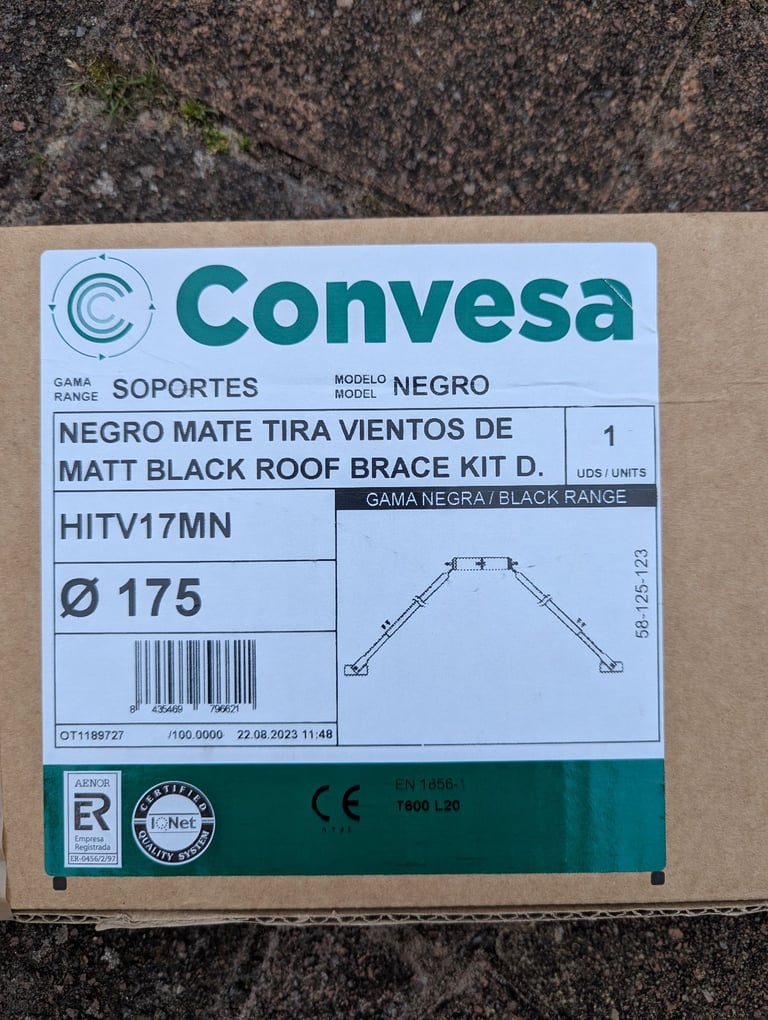 Convesa
GAMA
RANGE SOPORTES
MODELO
MODEL NEGRO
NEGRO MATE TIRA VIENTOS DE
MATT BLACK ROOF BRACE KIT D.
1
UDS / UNITS
HITV17MN
GAMA NEGRA / BLACK RANGE
Ø 175
58-125-123
8 435469 796621
OT1189727 /100.0000 22.08.2023 11:48
AENOR
ER
Empresa
Registrada
ER-0456/2/97
CERTIFIED
IQNet
QUALITY SYSTEM
CE
EN 1856-1
T600 L20